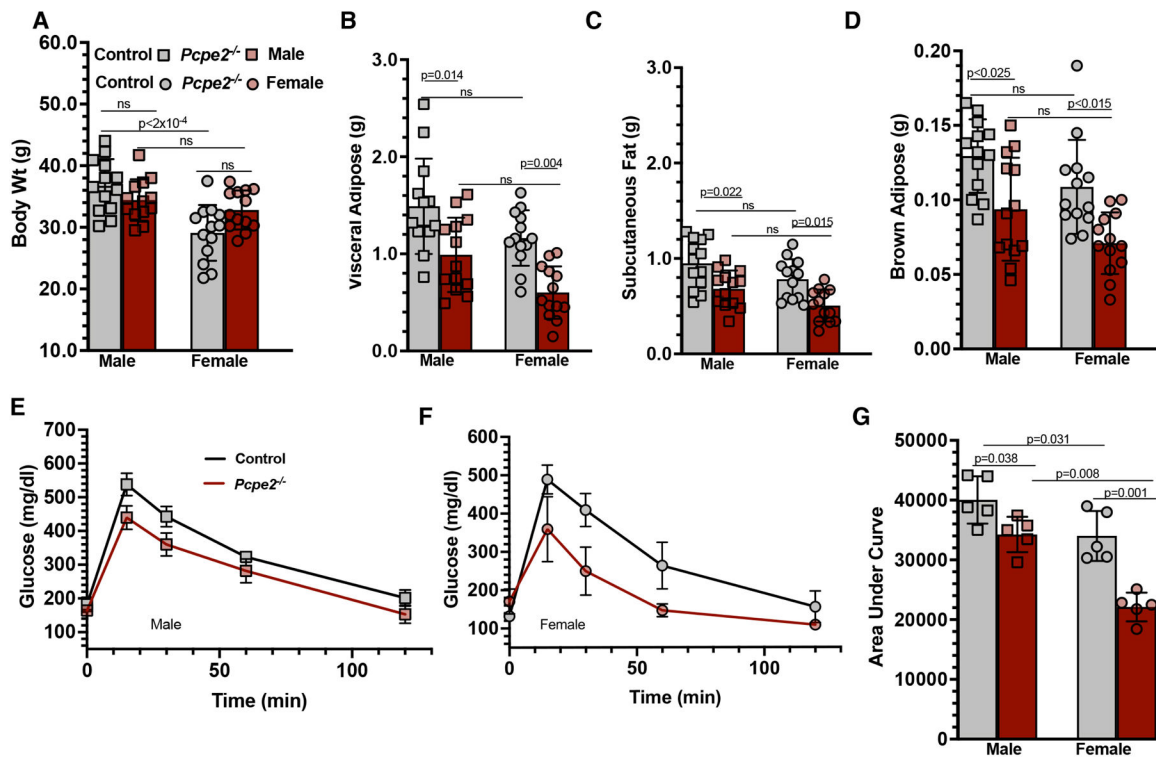 A
Body Wt (g)
60.0
50.0
40.0
30.0
20.0
10.0
Control Pcpe2-/- Male
Control Pcpe2-/- Female
ns
p<2x10-4
ns
ns
Male Female
B
Visceral Adipose (g)
3.0
2.0
1.0
0.0
p=0.014
ns
p=0.004
ns
Male Female
C
Subcutaneous Fat (g)
3.0
2.0
1.0
0.0
p=0.022
ns
p=0.015
ns
Male Female
D
Brown Adipose (g)
0.20
0.15
0.10
0.05
0.00
p<0.025
ns
p<0.015
ns
Male Female
E
Glucose (mg/dl)
700
600
500
400
300
200
100
Control
Pcpe2-/-
Male
0 50 100
Time (min)
F
Glucose (mg/dl)
600
500
400
300
200
100
Female
0 50 100
Time (min)
G
Area Under Curve
50000
40000
30000
20000
10000
0
p=0.031
p=0.038
p=0.008
p=0.001
Male Female